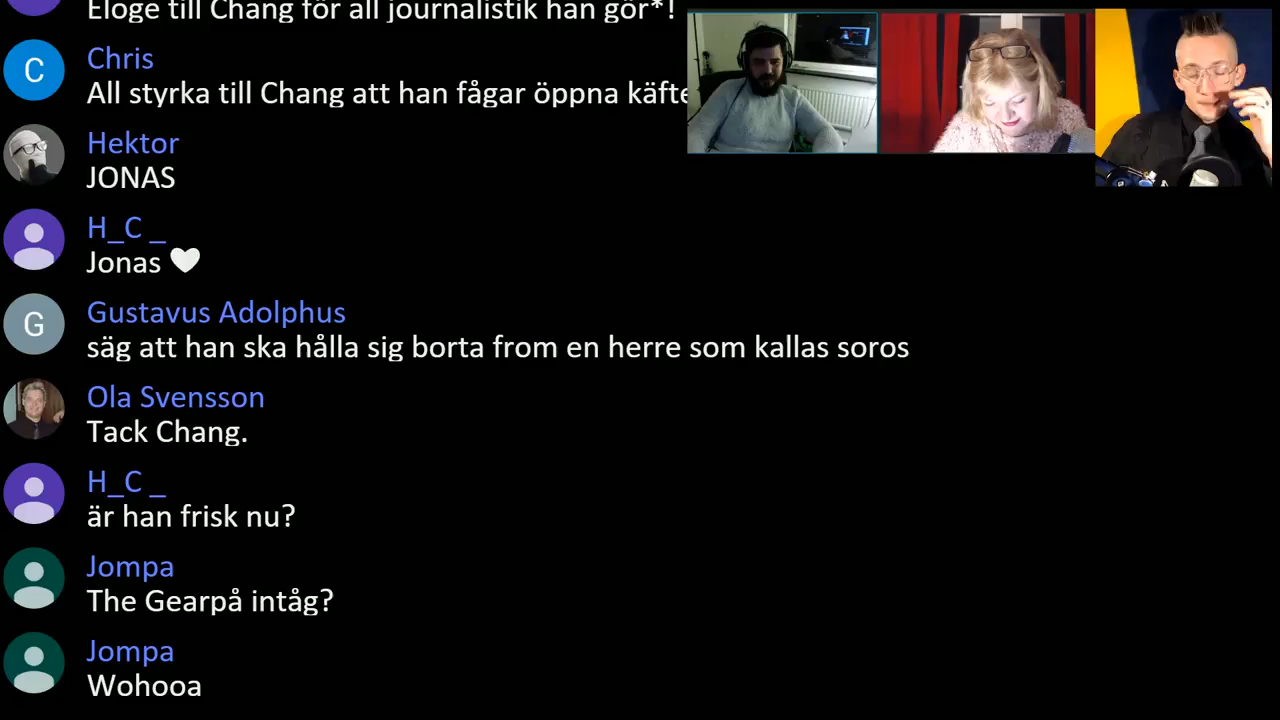 Eloge till Chang för all journalistik han gör*!
C
Chris
All styrka till Chang att han fågar öppna käfte
Hektor
JONAS
H_C _
Jonas 🤍
G
Gustavus Adolphus
säg att han ska hålla sig borta from en herre som kallas soros
Ola Svensson
Tack Chang.
H_C _
är han frisk nu?
Jompa
The Gearpå intåg?
Jompa
Wohooa